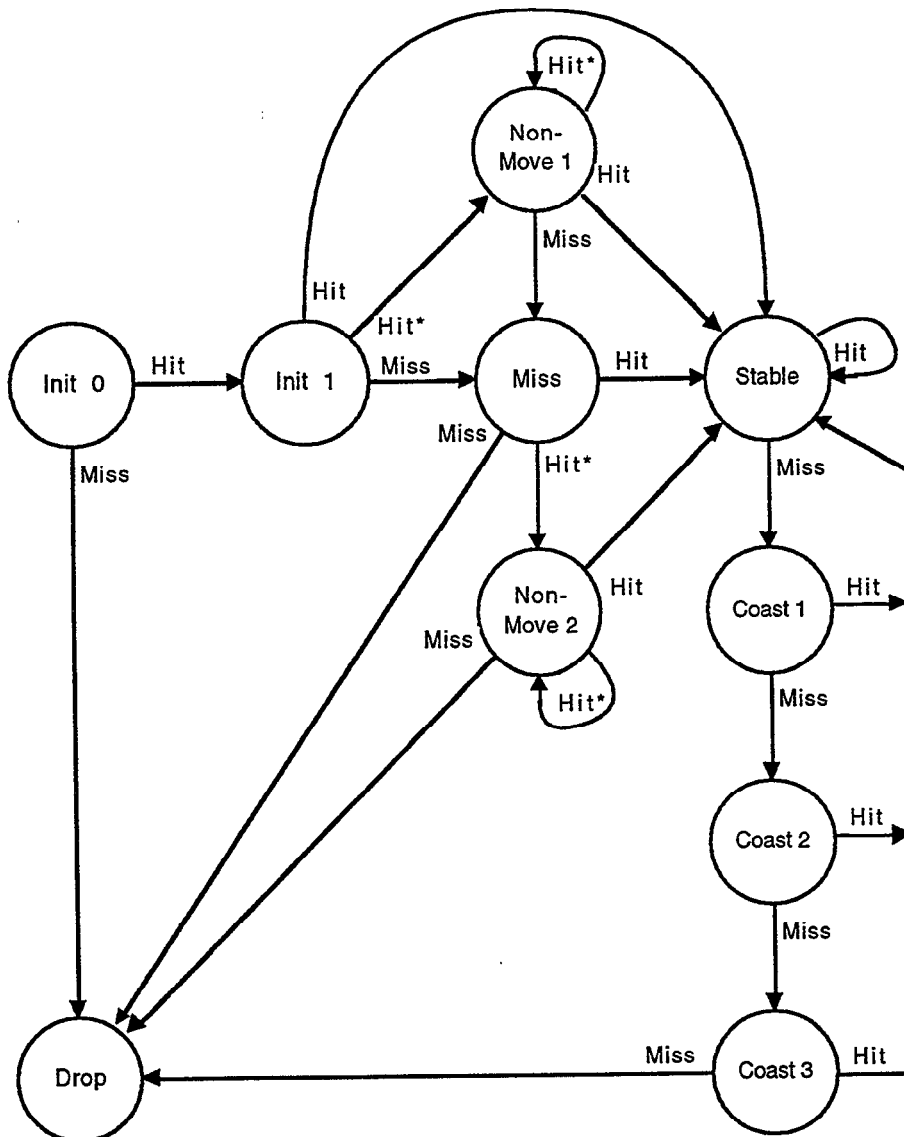 Hit*
Non-
Move 1
Hit
Miss
Hit
Hit*
Init 0
Hit
Init 1
Miss
Miss
Hit
Stable
Hit
Miss
Miss
Hit*
Miss
Non-
Move 2
Hit
Miss
Hit*
Coast 1
Hit
Miss
Coast 2
Hit
Miss
Drop
Miss
Coast 3
Hit